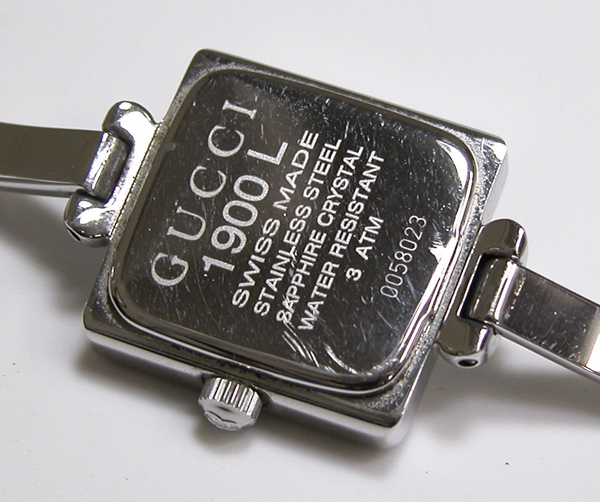 GUCCI
1900 L
SWISS MADE
STAINLESS STEEL
SAPPHIRE CRYSTAL
WATER RESISTANT
3 ATM
0058023